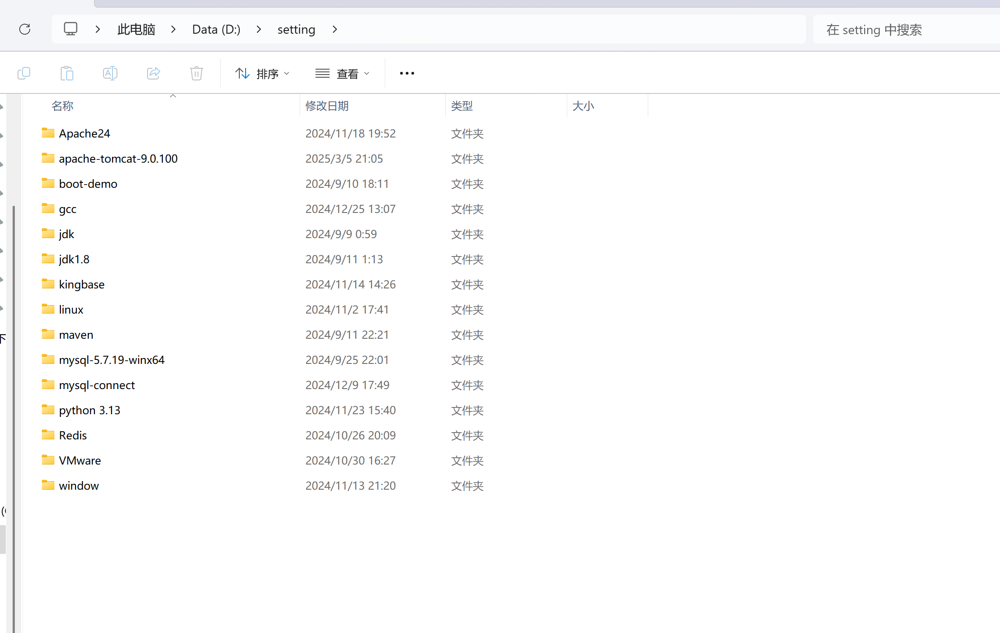 此电脑 Data (D:) setting 在 setting 中搜索
排序 查看
名称 修改日期 类型 大小
Apache24 2024/11/18 19:52 文件夹
apache-tomcat-9.0.100 2025/3/5 21:05 文件夹
boot-demo 2024/9/10 18:11 文件夹
gcc 2024/12/25 13:07 文件夹
jdk 2024/9/9 0:59 文件夹
jdk1.8 2024/9/11 1:13 文件夹
kingbase 2024/11/14 14:26 文件夹
linux 2024/11/2 17:41 文件夹
maven 2024/9/11 22:21 文件夹
mysql-5.7.19-winx64 2024/9/25 22:01 文件夹
mysql-connect 2024/12/9 17:49 文件夹
python 3.13 2024/11/23 15:40 文件夹
Redis 2024/10/26 20:09 文件夹
VMware 2024/10/30 16:27 文件夹
window 2024/11/13 21:20 文件夹